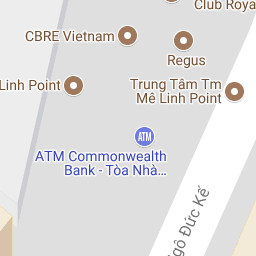 Club Roya
CBRE Vietnam
Regus
Linh Point
Trung Tâm Tm
Mê Linh Point
ATM
ATM Commonwealth
Bank - Tòa Nhà...
gô Đức Kế